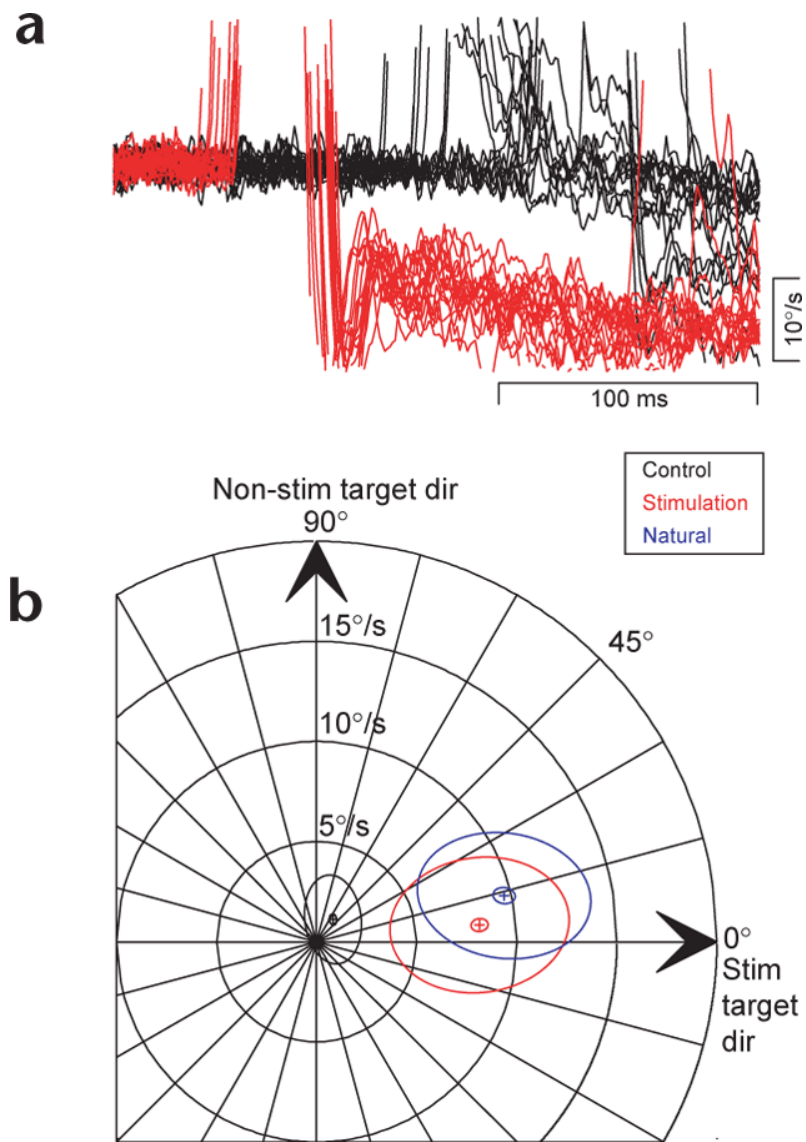 a
10°/s
100 ms
Control
Stimulation
Natural
Non-stim target dir
90°
b
45°
15°/s
10°/s
5°/s
0°
Stim
target
dir